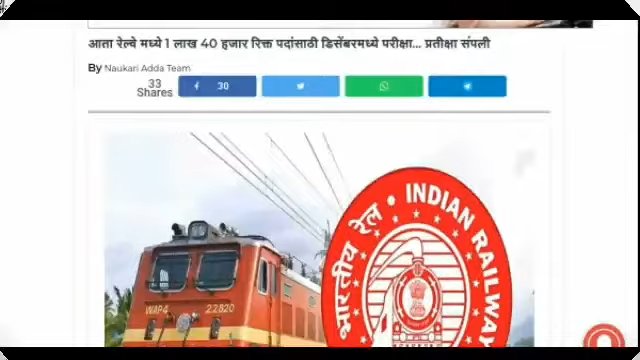 आता रेल्वे मध्ये 1 लाख 40 हजार रिक्त पदांसाठी डिसेंबरमध्ये परीक्षा... प्रतीक्षा संपली
By Naukari Adda Team
33
Shares
30
भारतीय रेल • INDIAN RAILWAY
WAP4 22820